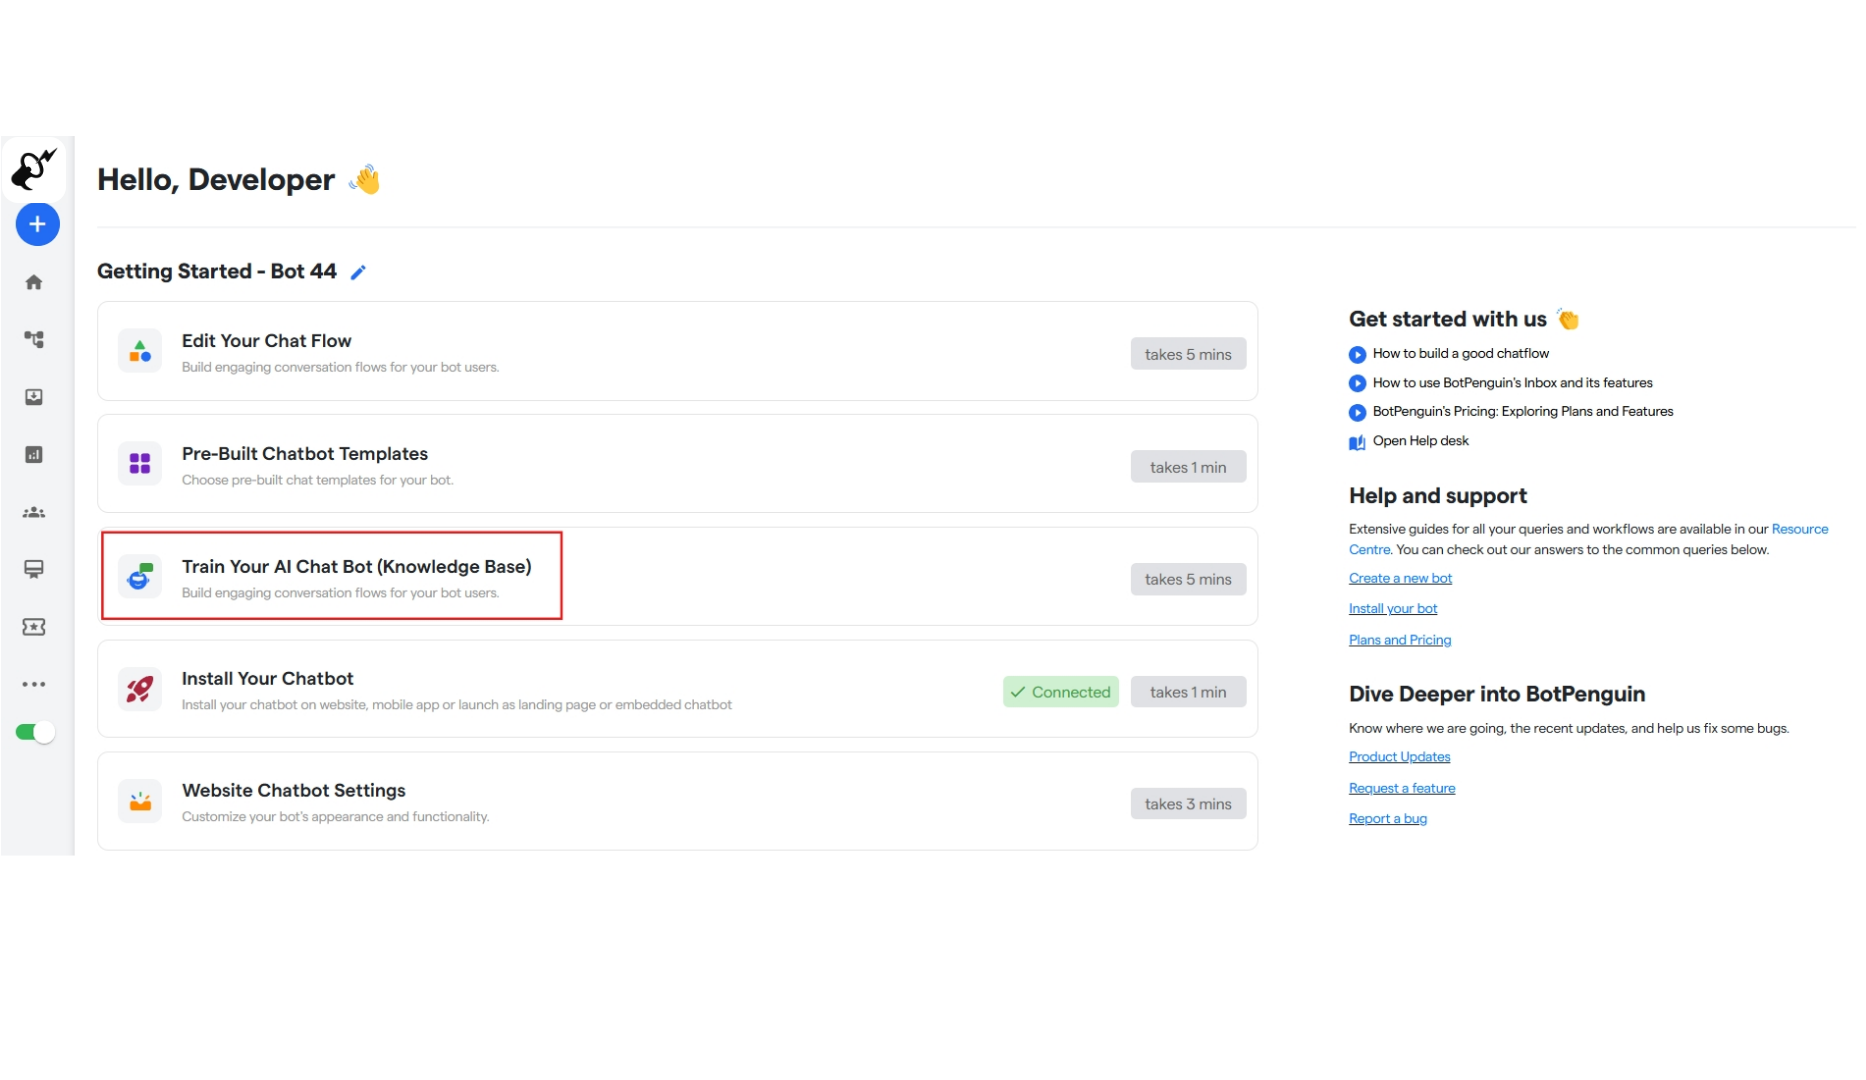 Hello, Developer
Getting Started - Bot 44
Edit Your Chat Flow
Build engaging conversation flows for your bot users.
takes 5 mins
Pre-Built Chatbot Templates
Choose pre-built chat templates for your bot.
takes 1 min
Train Your AI Chat Bot (Knowledge Base)
Build engaging conversation flows for your bot users.
takes 5 mins
Install Your Chatbot
Install your chatbot on website, mobile app or launch as landing page or embedded chatbot
Connected
takes 1 min
Website Chatbot Settings
Customize your bot's appearance and functionality.
takes 3 mins
Get started with us
How to build a good chatflow
How to use BotPenguin's Inbox and its features
BotPenguin's Pricing: Exploring Plans and Features
Open Help desk
Help and support
Extensive guides for all your queries and workflows are available in our Resource
Centre. You can check out our answers to the common queries below.
Create a new bot
Install your bot
Plans and Pricing
Dive Deeper into BotPenguin
Know where we are going, the recent updates, and help us fix some bugs.
Product Updates
Request a feature
Report a bug